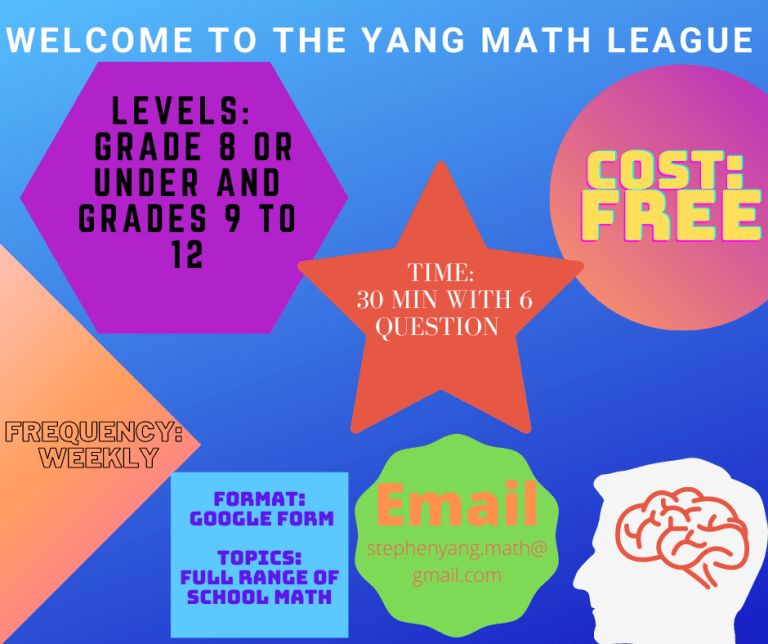 WELCOME TO THE YANG MATH LEAGUE
LEVELS:
GRADE 8 OR
UNDER AND
GRADES 9 TO
12
COST:
FREE
TIME:
30 MIN WITH 6
QUESTION
FREQUENCY:
WEEKLY
FORMAT:
GOOGLE FORM
TOPICS:
FULL RANGE OF
SCHOOL MATH
Email
stephenyang.math@
gmail.com